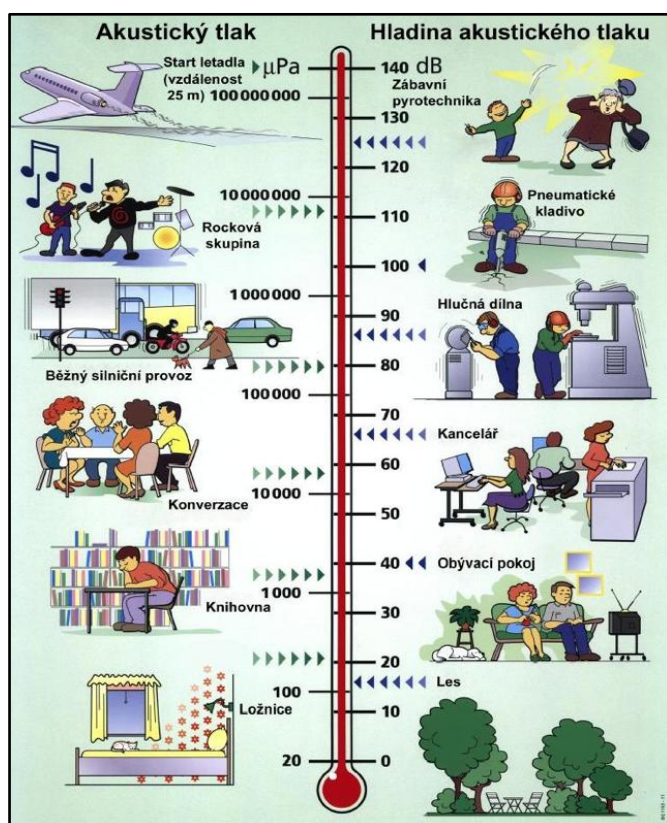 Akustický tlak
Hladina akustického tlaku
Start letadla
(vzdálenost
25 m)
μPa
100 000 000
10 000 000
1 000 000
100 000
10 000
1 000
100
20
140 dB
130
120
110
100
90
80
70
60
50
40
30
20
10
0
Rocková
skupina
Běžný silniční provoz
Konverzace
Knihovna
Ložnice
Zábavní
pyrotechnika
Pneumatické
kladivo
Hlučná dílna
Kancelář
Obývací pokoj
Les